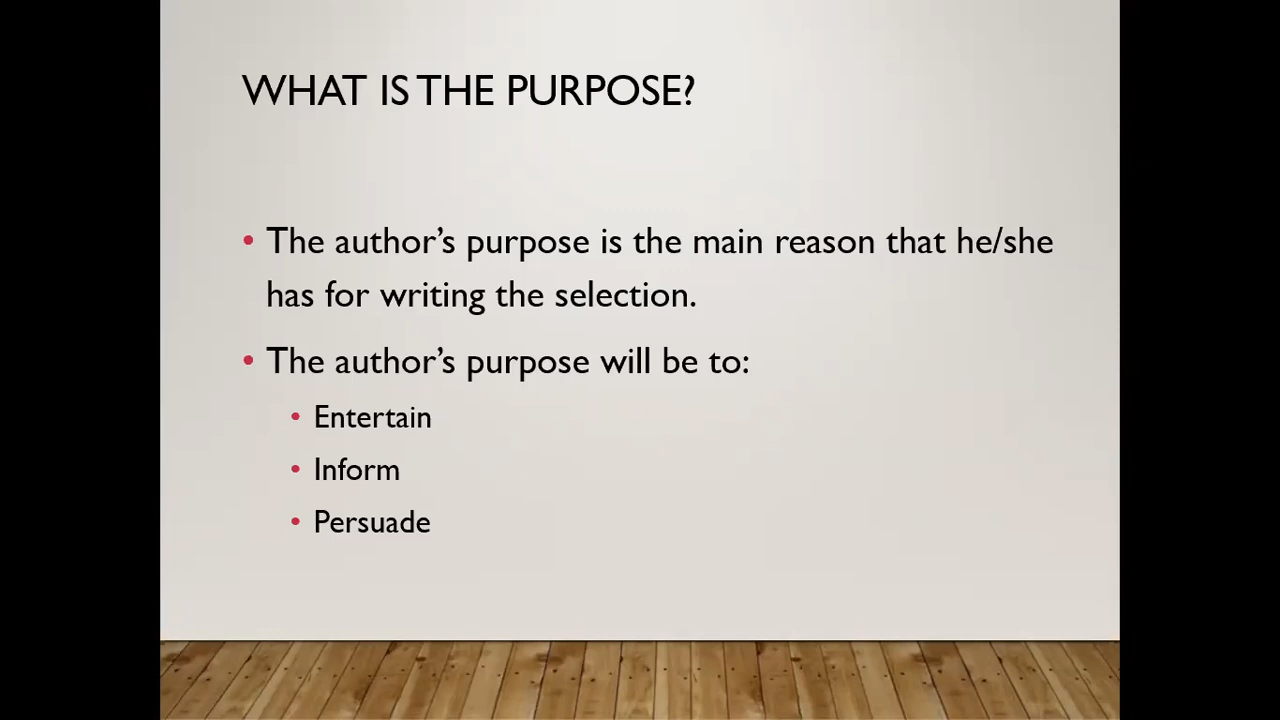 WHAT IS THE PURPOSE?
• The author’s purpose is the main reason that he/she
has for writing the selection.
• The author’s purpose will be to:
• Entertain
• Inform
• Persuade